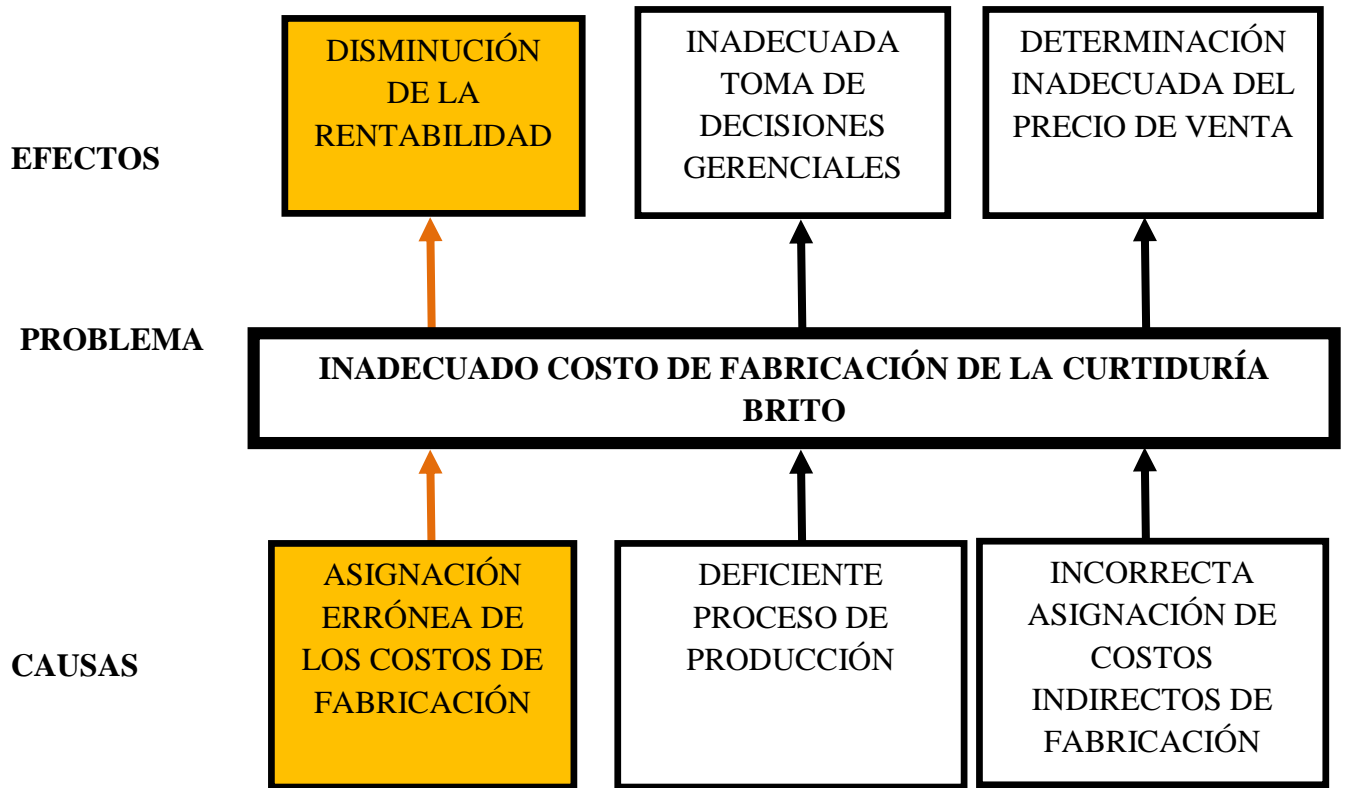 EFECTOS
DISMINUCIÓN
DE LA
RENTABILIDAD
INADECUADA
TOMA DE
DECISIONES
GERENCIALES
DETERMINACIÓN
INADECUADA DEL
PRECIO DE VENTA
PROBLEMA
INADECUADO COSTO DE FABRICACIÓN DE LA CURTIDURÍA
BRITO
CAUSAS
ASIGNACIÓN
ERRÓNEA DE
LOS COSTOS DE
FABRICACIÓN
DEFICIENTE
PROCESO DE
PRODUCCIÓN
INCORRECTA
ASIGNACIÓN DE
COSTOS
INDIRECTOS DE
FABRICACIÓN